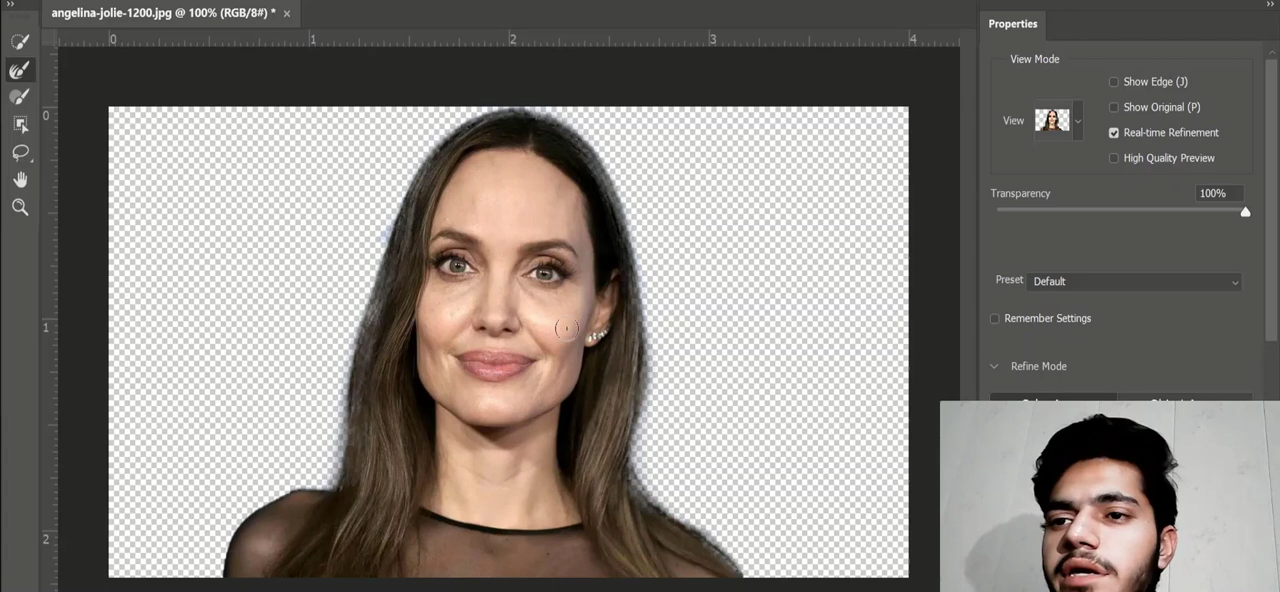 angelina-jolie-1200.jpg @ 100% (RGB/8#) *
0 1 2 3 4
0
1
2
Properties
View Mode
Show Edge (J)
Show Original (P)
View
Real-time Refinement
High Quality Preview
Transparency 100%
Preset Default
Remember Settings
Refine Mode